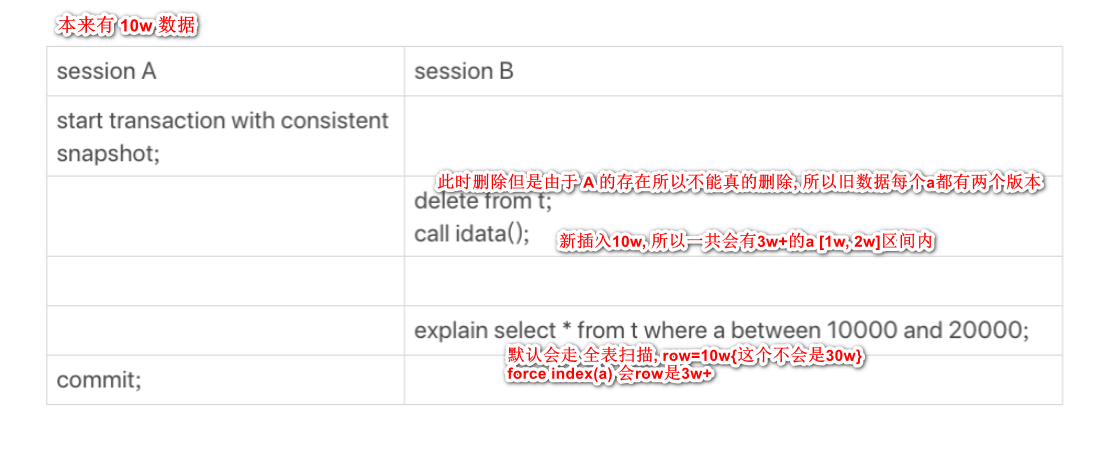 本来有 10w 数据
session A
session B
start transaction with consistent
snapshot;
此时删除但是由于 A 的存在所以不能真的删除, 所以旧数据每个a都有两个版本
delete from t;
call idata();
新插入10w, 所以一共会有3w+的a [1w, 2w]区间内
explain select * from t where a between 10000 and 20000;
默认会走 全表扫描, row=10w{这个不会是30w}
force index(a) 会row是3w+
commit;